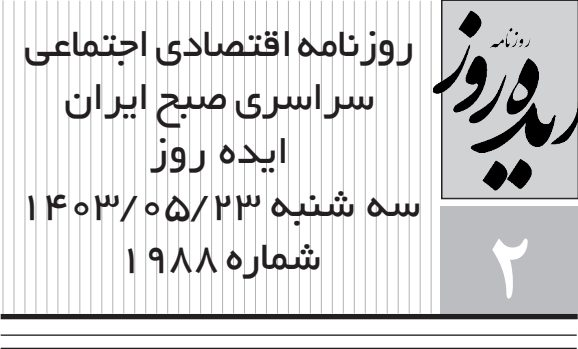 روزنامه
ایده روز
روزنامه اقتصادی اجتماعی
سراسری صبح ایران
ایده روز
سه شنبه ۱۴۰۳/۰۵/۲۳
شماره ۱۹۸۸
۲